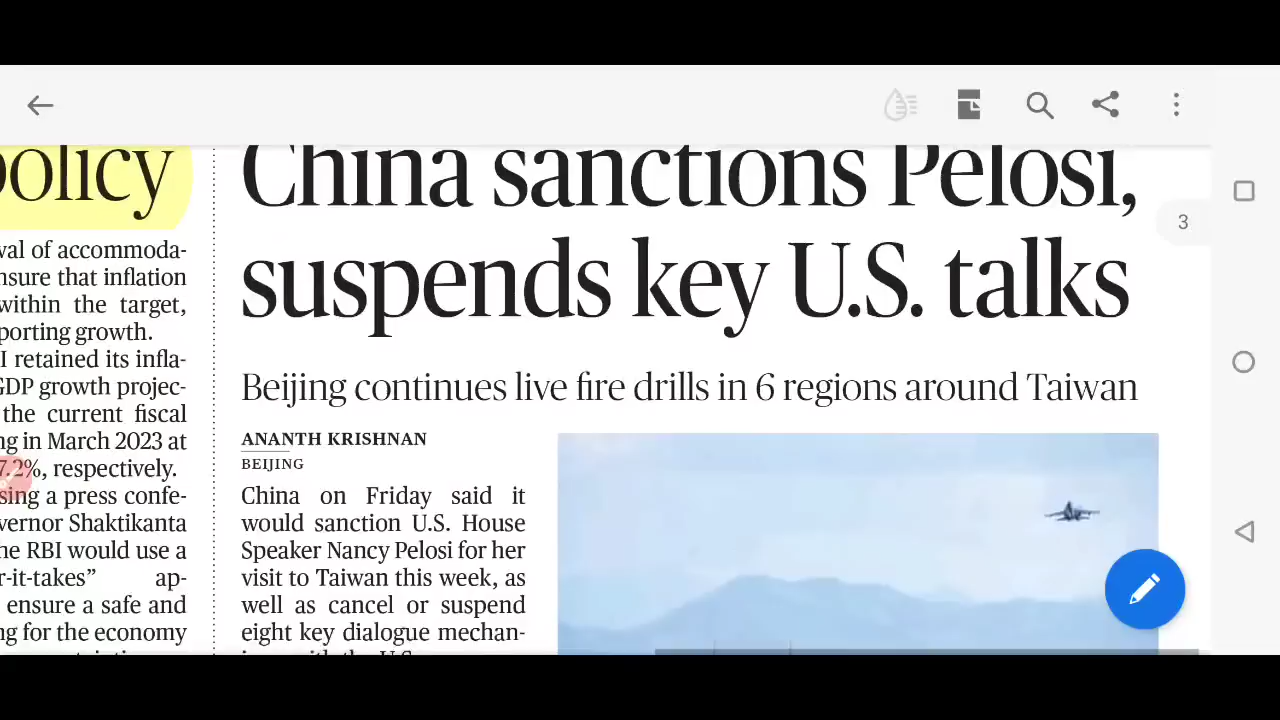 policy
val of accommoda-
nsure that inflation
within the target,
porting growth.
I retained its infla-
GDP growth projec-
the current fiscal
ng in March 2023 at
7.2%, respectively.
sing a press confe-
vernor Shaktikanta
he RBI would use a
r-it-takes” ap-
ensure a safe and
ng for the economy
China sanctions Pelosi,
suspends key U.S. talks
Beijing continues live fire drills in 6 regions around Taiwan
ANANTH KRISHNAN
BEIJING
China on Friday said it
would sanction U.S. House
Speaker Nancy Pelosi for her
visit to Taiwan this week, as
well as cancel or suspend
eight key dialogue mechan-
3